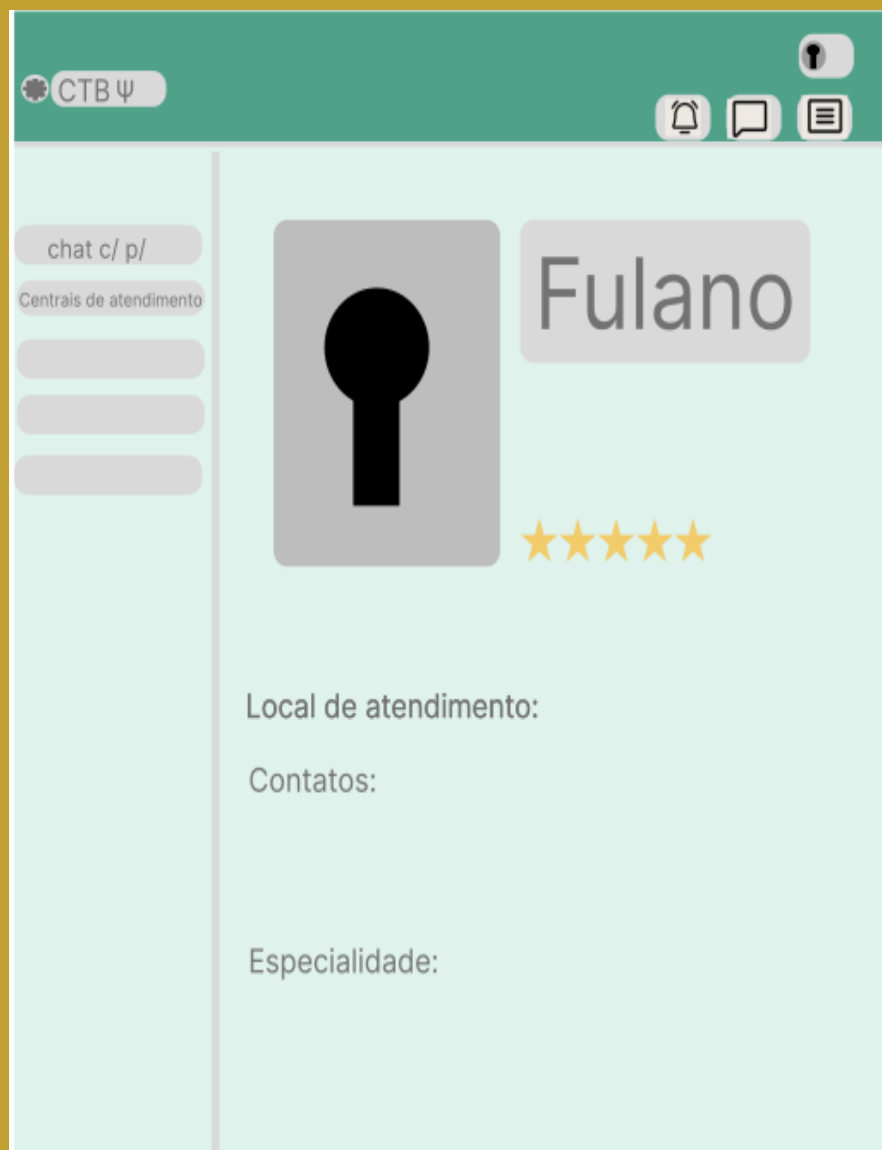 CTB Ψ
chat c/ p/
Centrais de atendimento
Fulano
Local de atendimento:
Contatos:
Especialidade: